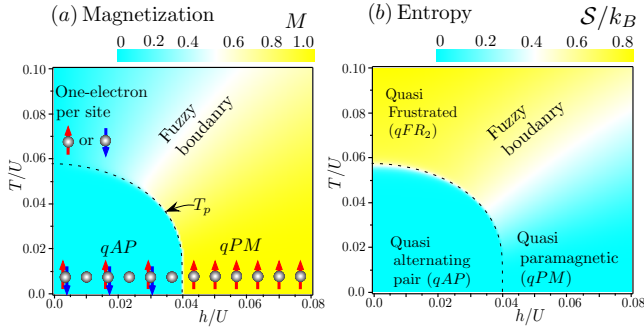 (a) Magnetization
M
0 0.2 0.4 0.6 0.8 1.0
T/U
0.10
0.08
0.06
0.04
0.02
0.0
One-electron
per site
or
Fuzzy
boudanry
T_p
qAP
qPM
0.0 0.02 0.04 0.06 0.08
h/U
(b) Entropy
S/k_B
0 0.2 0.4 0.6 0.8
T/U
0.10
0.08
0.06
0.04
0.02
0.0
Quasi
Frustrated
(qFR_2)
Fuzzy
boudanry
Quasi
alternating
pair (qAP)
Quasi
paramagnetic
(qPM)
0.0 0.02 0.04 0.06 0.08
h/U